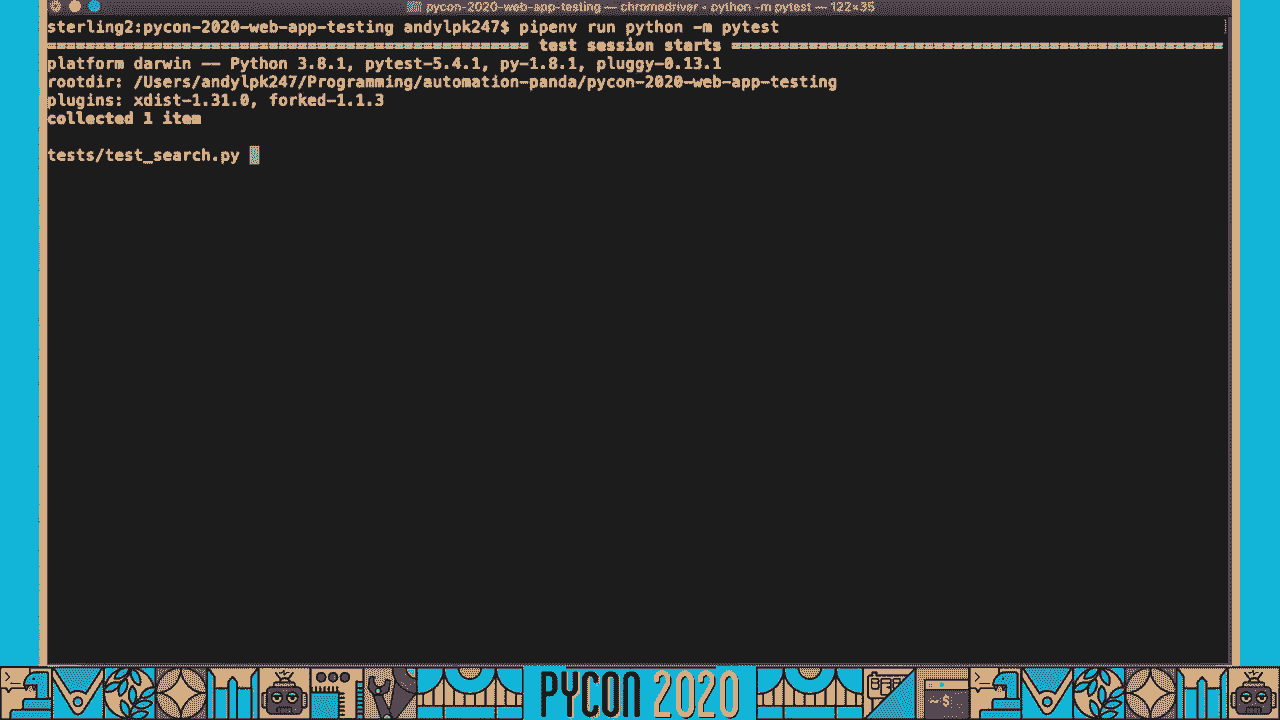 pycon-2020-web-app-testing — chromedriver • python -m pytest — 122×35
sterling2:pycon-2020-web-app-testing andylpk247$ pipenv run python -m pytest
============================================== test session starts ===============================================
platform darwin -- Python 3.8.1, pytest-5.4.1, py-1.8.1, pluggy-0.13.1
rootdir: /Users/andylpk247/Programming/automation-panda/pycon-2020-web-app-testing
plugins: xdist-1.31.0, forked-1.1.3
collected 1 item
tests/test_search.py
PYCON 2020
~$: